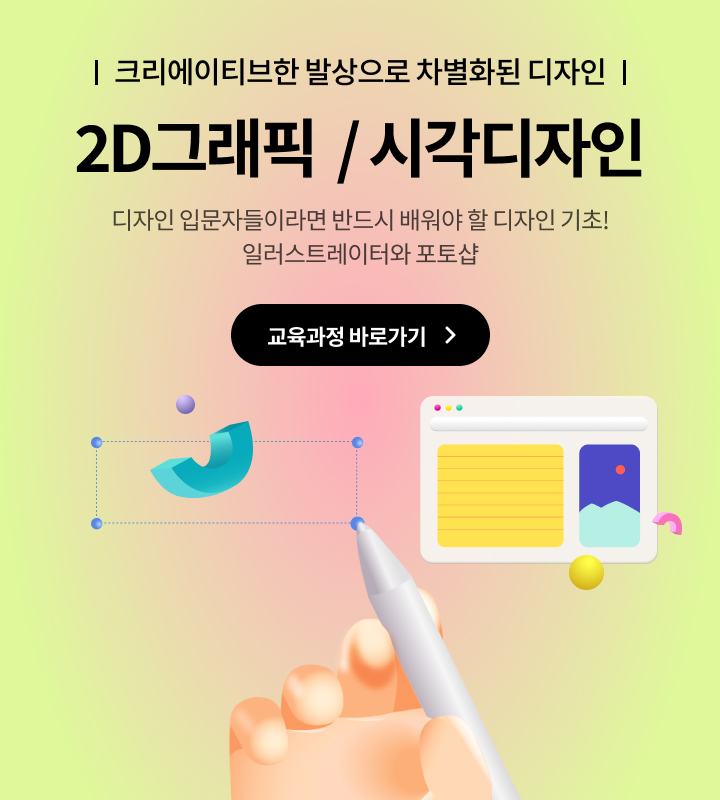 | 크리에이티브한 발상으로 차별화된 디자인 |
2D그래픽 / 시각디자인
디자인 입문자들이라면 반드시 배워야 할 디자인 기초!
일러스트레이터와 포토샵
교육과정 바로가기 >